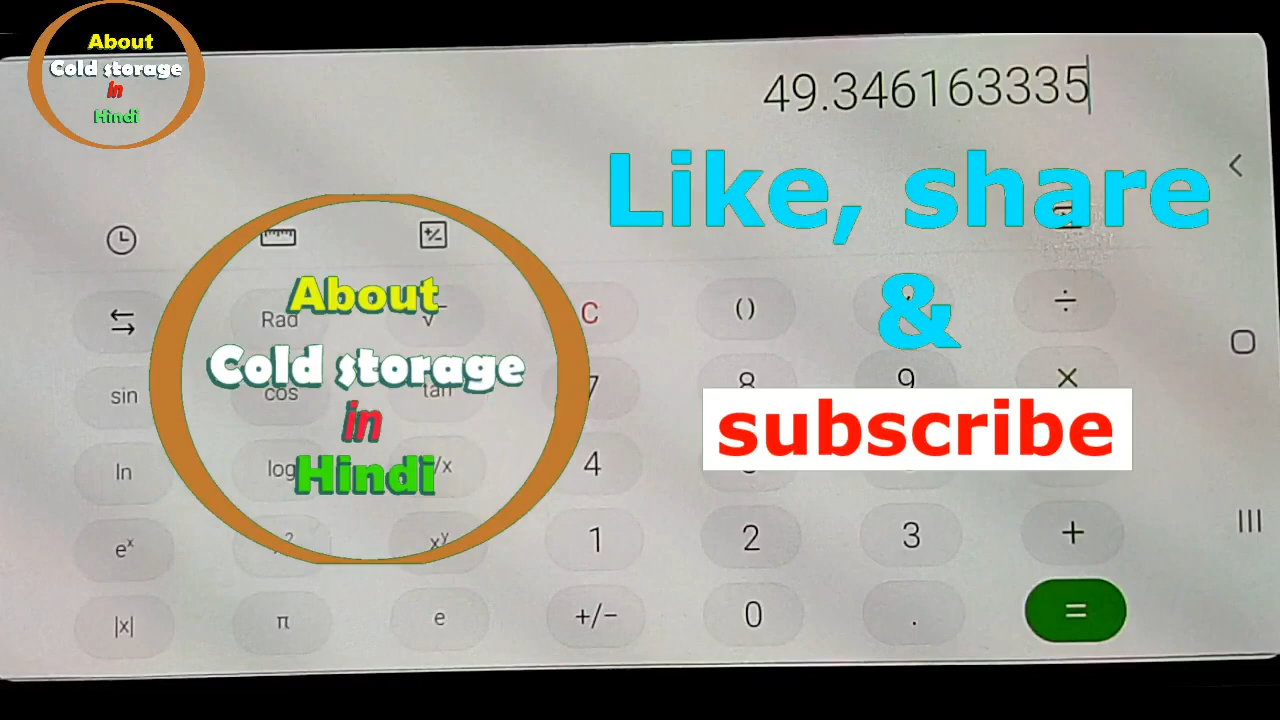 About
Cold storage
in
Hindi
49.346163335
Like, share
&
subscribe
About
Cold storage
in
Hindi
Rad √ C () ÷
sin cos tan 7 8 9 ×
ln log 1/x 4
eˣ xʸ 1 2 3 +
|x| π e +/− 0 . =